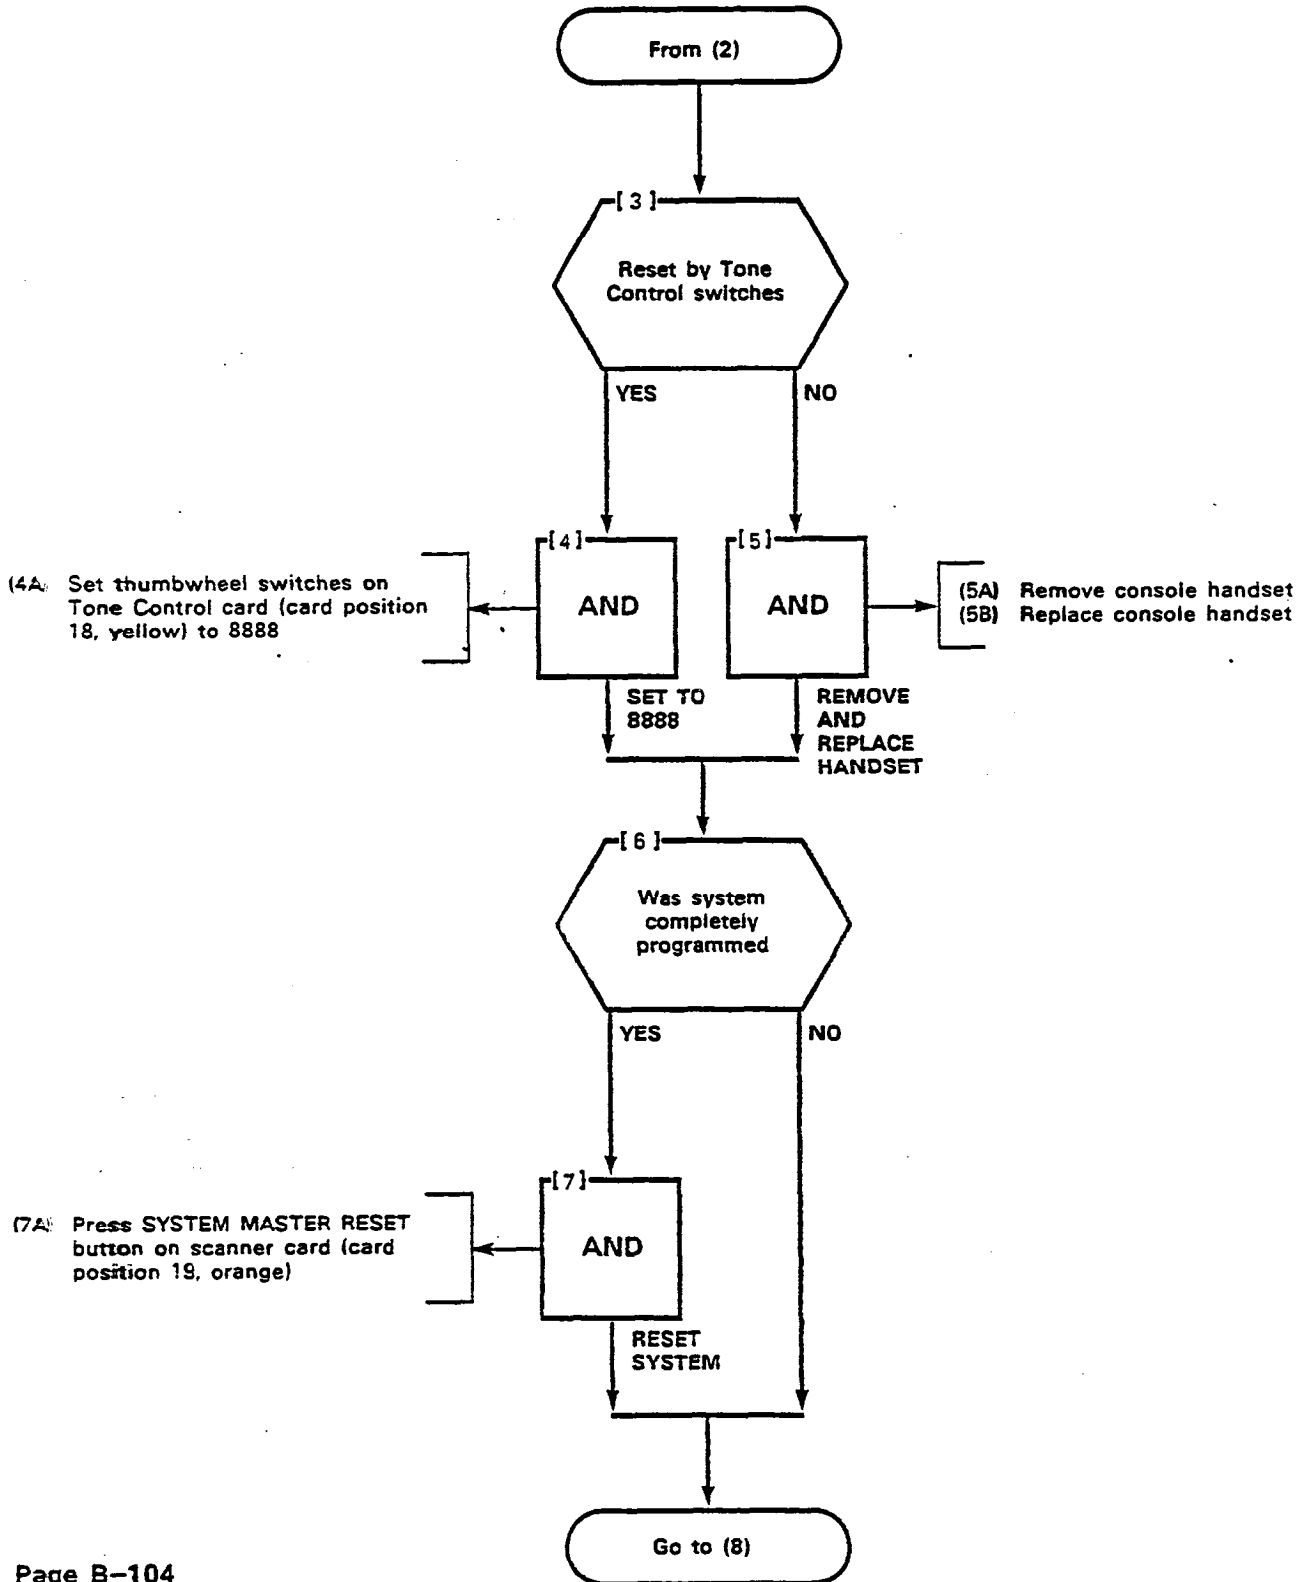 From (2)
[3]
Reset by Tone
Control switches
YES
NO
[4]
[5]
(4A) Set thumbwheel switches on
Tone Control card (card position
18, yellow) to 8888
AND
AND
(5A) Remove console handset
(5B) Replace console handset
SET TO
8888
REMOVE
AND
REPLACE
HANDSET
[6]
Was system
completely
programmed
YES
NO
[7]
(7A) Press SYSTEM MASTER RESET
button on scanner card (card
position 19, orange)
AND
RESET
SYSTEM
Go to (8)
Page B-104